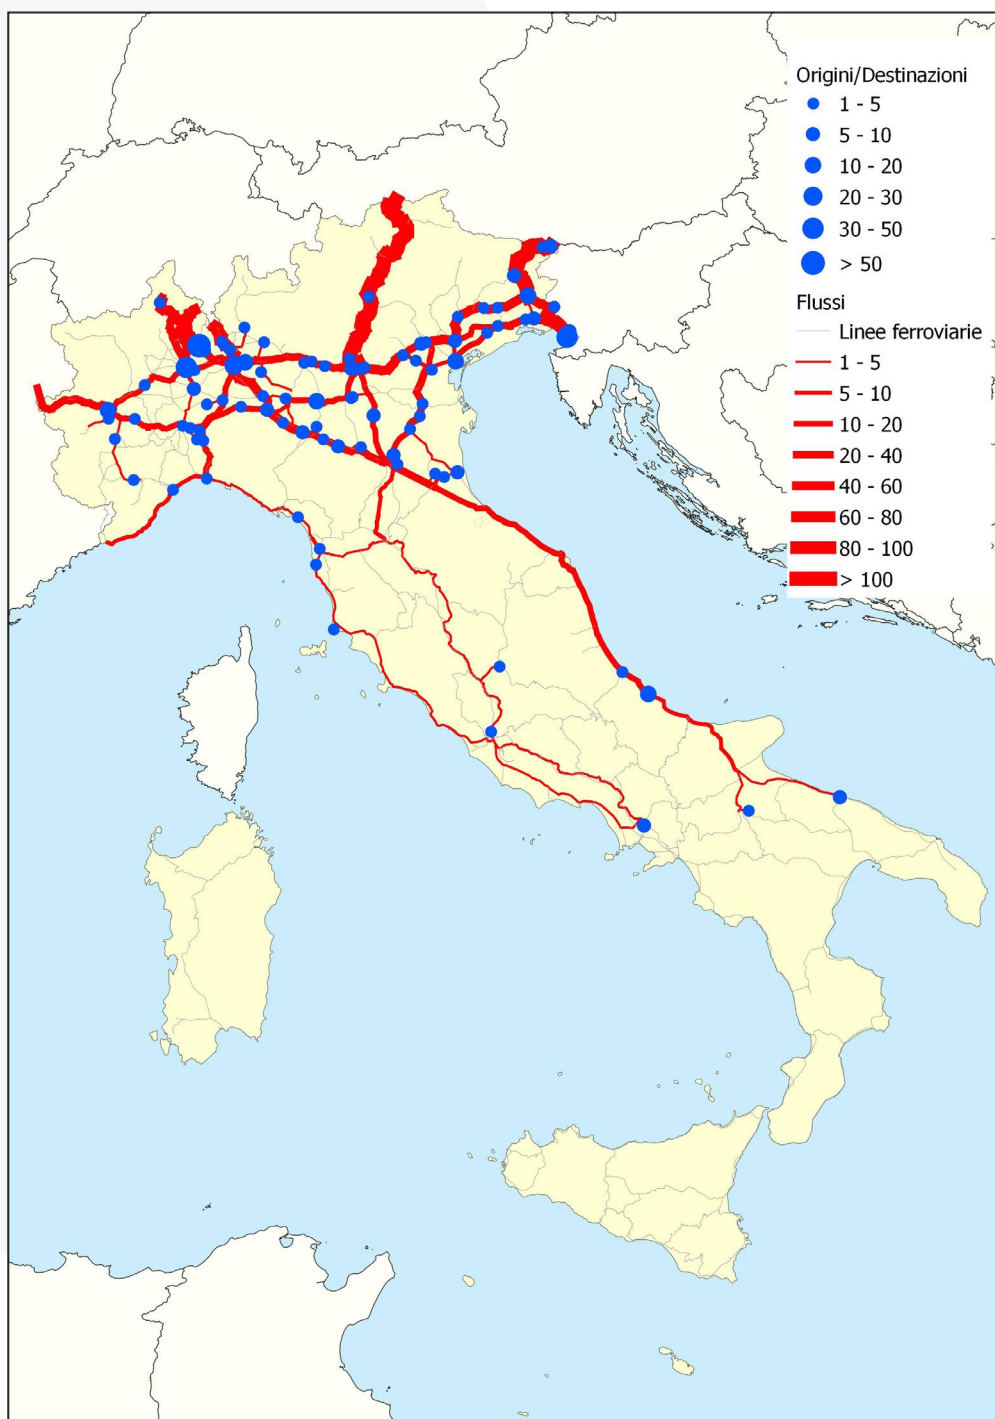 Origini/Destinazioni
1 - 5
5 - 10
10 - 20
20 - 30
30 - 50
> 50
Flussi
Linee ferroviarie
1 - 5
5 - 10
10 - 20
20 - 40
40 - 60
60 - 80
80 - 100
> 100